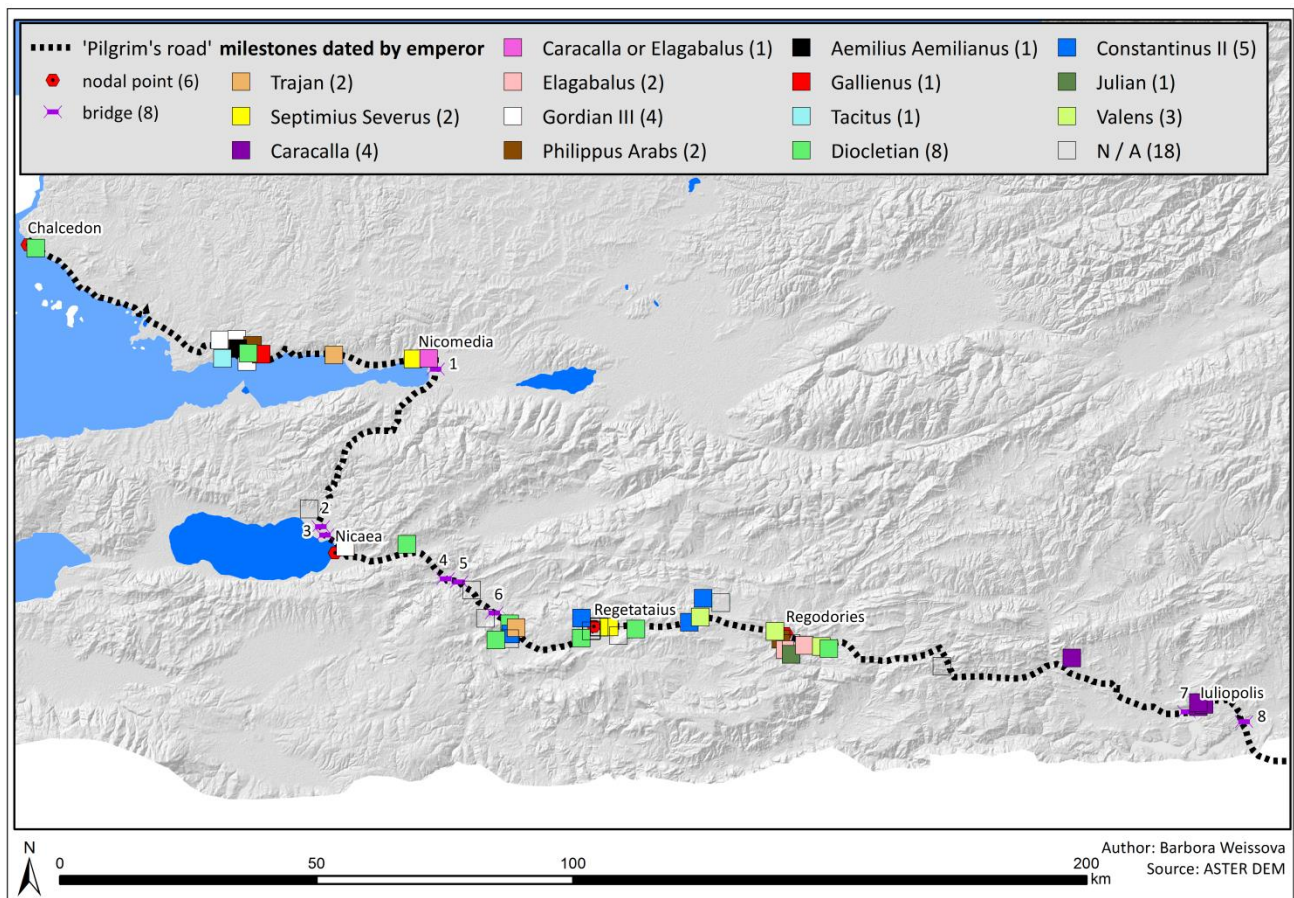 'Pilgrim's road' milestones dated by emperor
nodal point (6)
bridge (8)
Trajan (2)
Septimius Severus (2)
Caracalla (4)
Caracalla or Elagabalus (1)
Elagabalus (2)
Gordian III (4)
Philippus Arabs (2)
Aemilius Aemilianus (1)
Gallienus (1)
Tacitus (1)
Diocletian (8)
Constantinus II (5)
Julian (1)
Valens (3)
N / A (18)
Chalcedon
Nicomedia
1
2
3
Nicaea
4
5
6
Regetataius
Regodories
7
Iuliopolis
8
N
0
50
100
200
km
Author: Barbora Weissova
Source: ASTER DEM